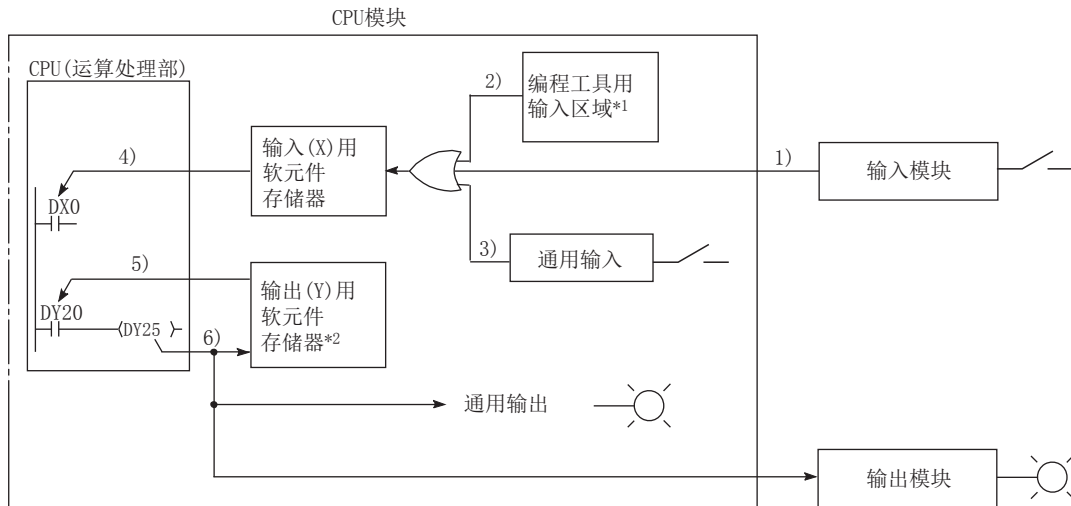 CPU模块
CPU(运算处理部)
2)
编程工具用
输入区域*1
4)
输入(X)用
软元件
存储器
1)
输入模块
DX0
3)
通用输入
5)
输出(Y)用
软元件
存储器*2
DY20
DY25
6)
通用输出
输出模块